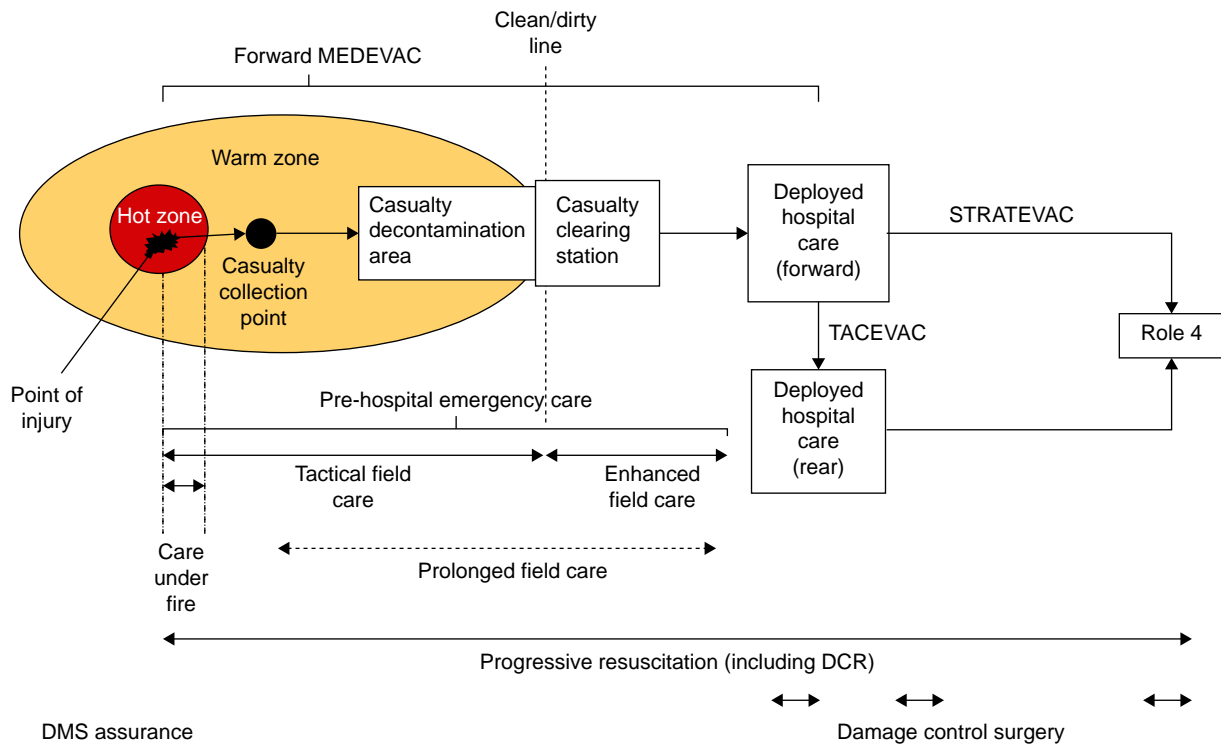 Clean/dirty
line
Forward MEDEVAC
Warm zone
Hot zone
Casualty
decontamination
area
Casualty
clearing
station
Deployed
hospital
care
(forward)
STRATEVAC
Casualty
collection
point
TACEVAC
Role 4
Point of
injury
Pre-hospital emergency care
Deployed
hospital
care
(rear)
Tactical field
care
Enhanced
field care
Care
under
fire
Prolonged field care
Progressive resuscitation (including DCR)
DMS assurance
Damage control surgery